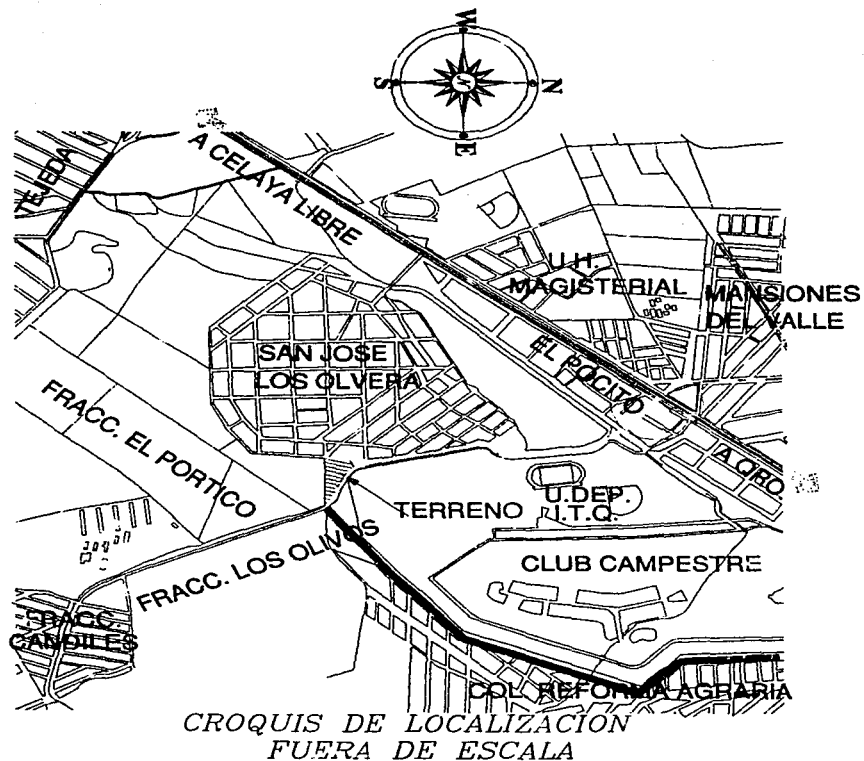 W
S
N
E
A CELAYA LIBRE
TEJEDA
U.H.
MAGISTERIAL
MANSIONES
DEL VALLE
SAN JOSE
LOS OLVERA
EL POCITO
FRACC. EL PORTICO
A QRO.
TERRENO
U.DEP.
I.T.Q.
FRACC. LOS OLIVOS
CLUB CAMPESTRE
FRACC.
CANDILES
COL. REFORMA AGRARIA
CROQUIS DE LOCALIZACION
FUERA DE ESCALA